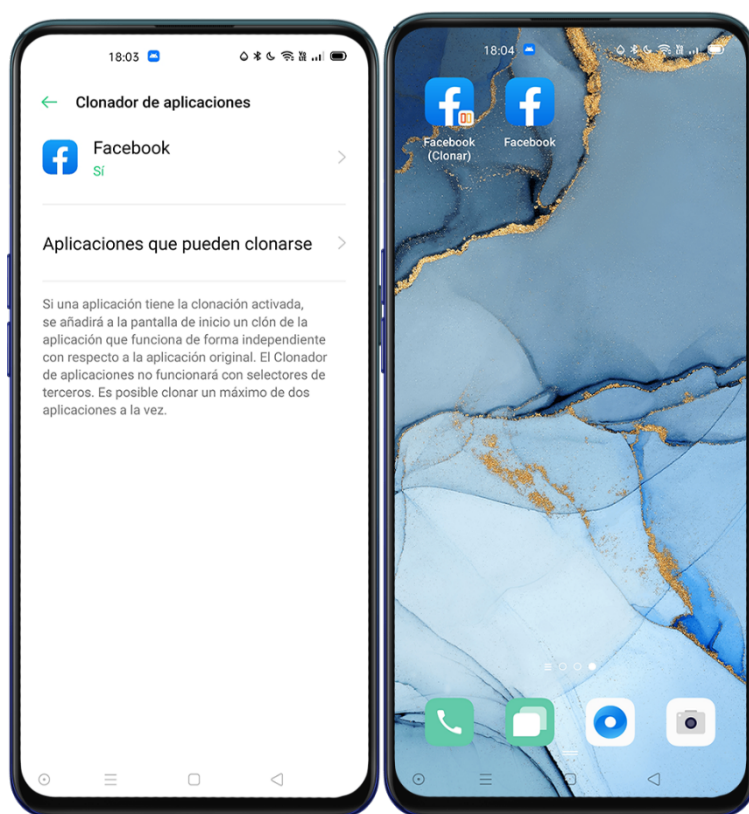 18:03
Clonador de aplicaciones
Facebook
Sí
Aplicaciones que pueden clonarse
Si una aplicación tiene la clonación activada,
se añadirá a la pantalla de inicio un clón de la
aplicación que funciona de forma independiente
con respecto a la aplicación original. El Clonador
de aplicaciones no funcionará con selectores de
terceros. Es posible clonar un máximo de dos
aplicaciones a la vez.
18:04
Facebook
(Clonar)
Facebook